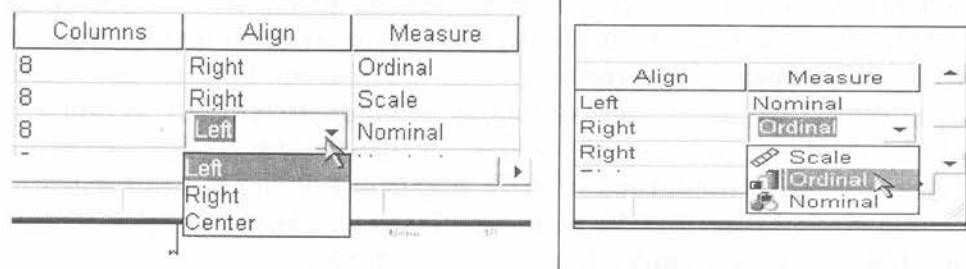 Columns Align Measure
8 Right Ordinal
8 Right Scale
8 Left Nominal
Left
Right
Center
Align Measure
Left Nominal
Right Ordinal
Right
Scale
Ordinal
Nominal